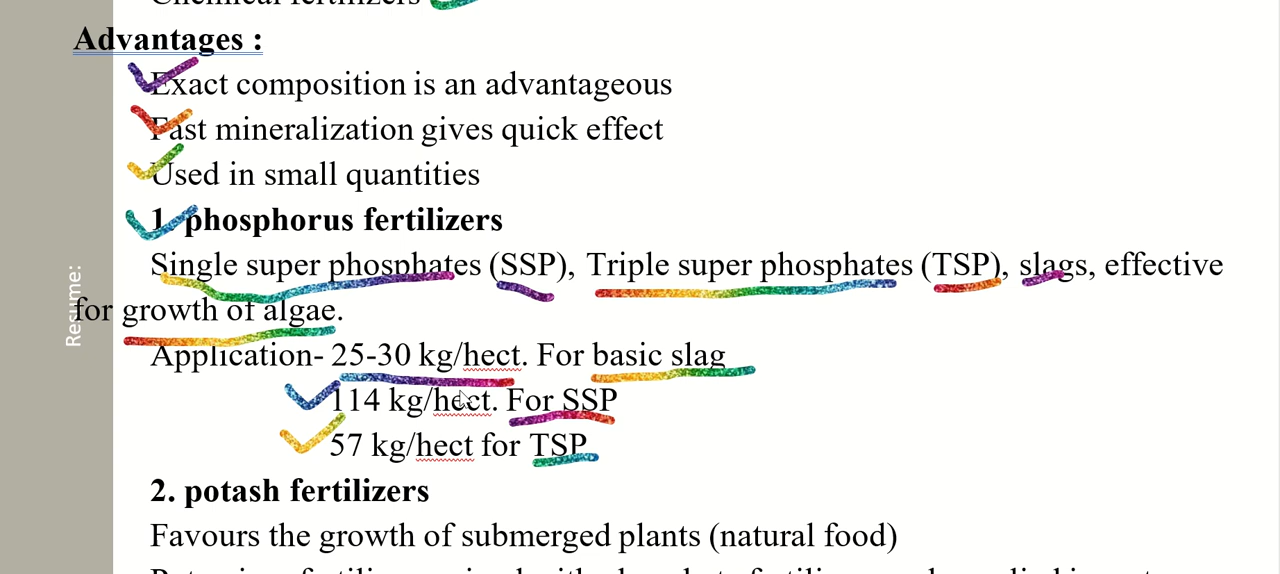 Chemical fertilizers
Advantages :
Exact composition is an advantageous
Fast mineralization gives quick effect
Used in small quantities
1. phosphorus fertilizers
Single super phosphates (SSP), Triple super phosphates (TSP), slags, effective
for growth of algae.
Application- 25-30 kg/hect. For basic slag
114 kg/hect. For SSP
57 kg/hect for TSP
2. potash fertilizers
Favours the growth of submerged plants (natural food)
Resume: